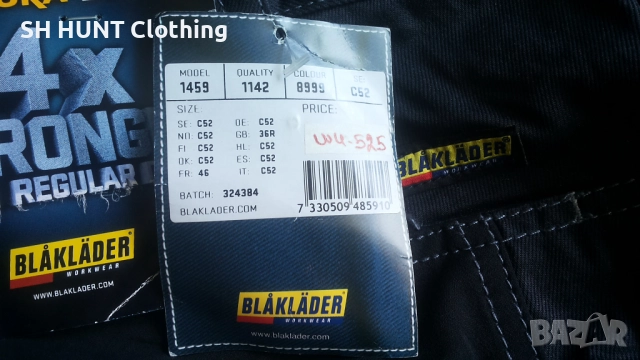 SH HUNT Clothing
4X
REGULAR
BLÅKLÄDER
WORKWEAR
WWW.BLAKLADER.COM
MODEL QUALITY COLOUR
1459 1142 8999 C52
SIZE: PRICE:
SE: C52 DE: C52
NO: C52 GB: 36R
FI: C52 NL: C52
DK: C52 ES: C52
FR: 46 IT: C52
BATCH: 324384
BLAKLADER.COM
7 330509 485910
BLÅKLÄDER
WORKWEAR
www.blaklader.com
BLÅKLÄDER
WORKWEAR
BAZAR